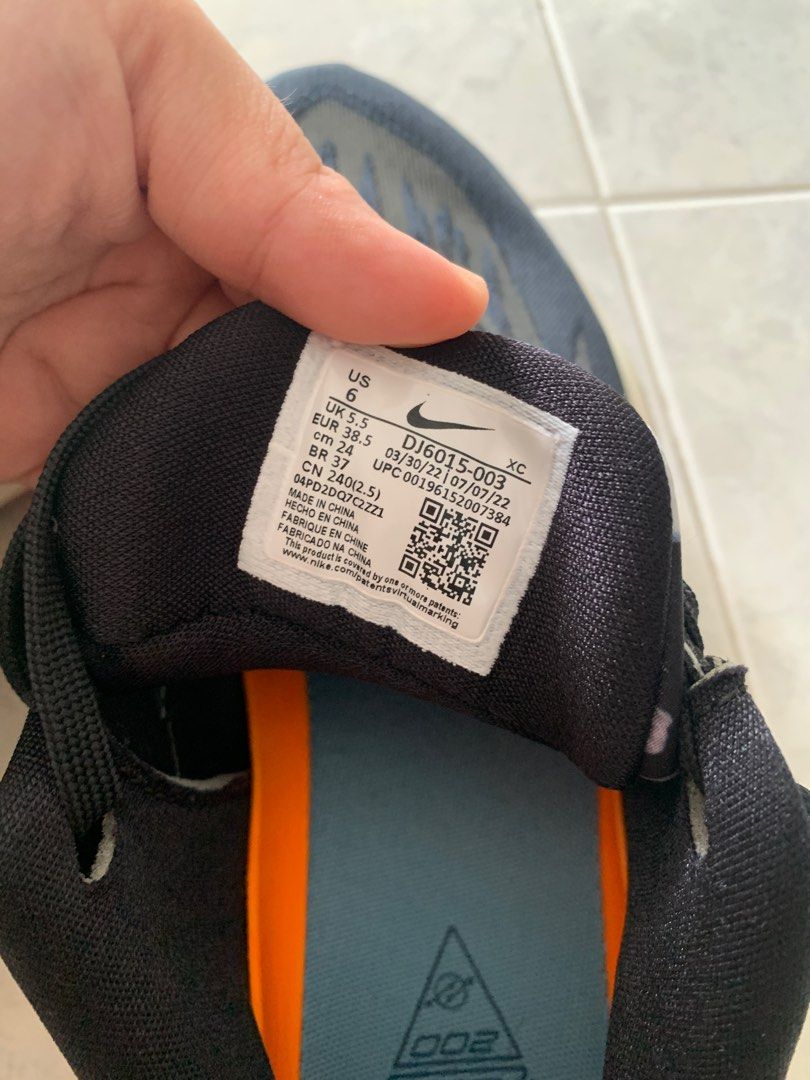 US
6
UK 5.5
EUR 38.5
cm 24
BR 37
CN 240(2.5)
04PD2DQ7C2ZZ1
DJ6015-003 XC
03/30/22 | 07/07/22
UPC 00196152007384
MADE IN CHINA
HECHO EN CHINA
FABRIQUE EN CHINE
FABRICADO NA CHINA
This product is covered by one or more patents:
www.nike.com/patentsvirtualmarking
002